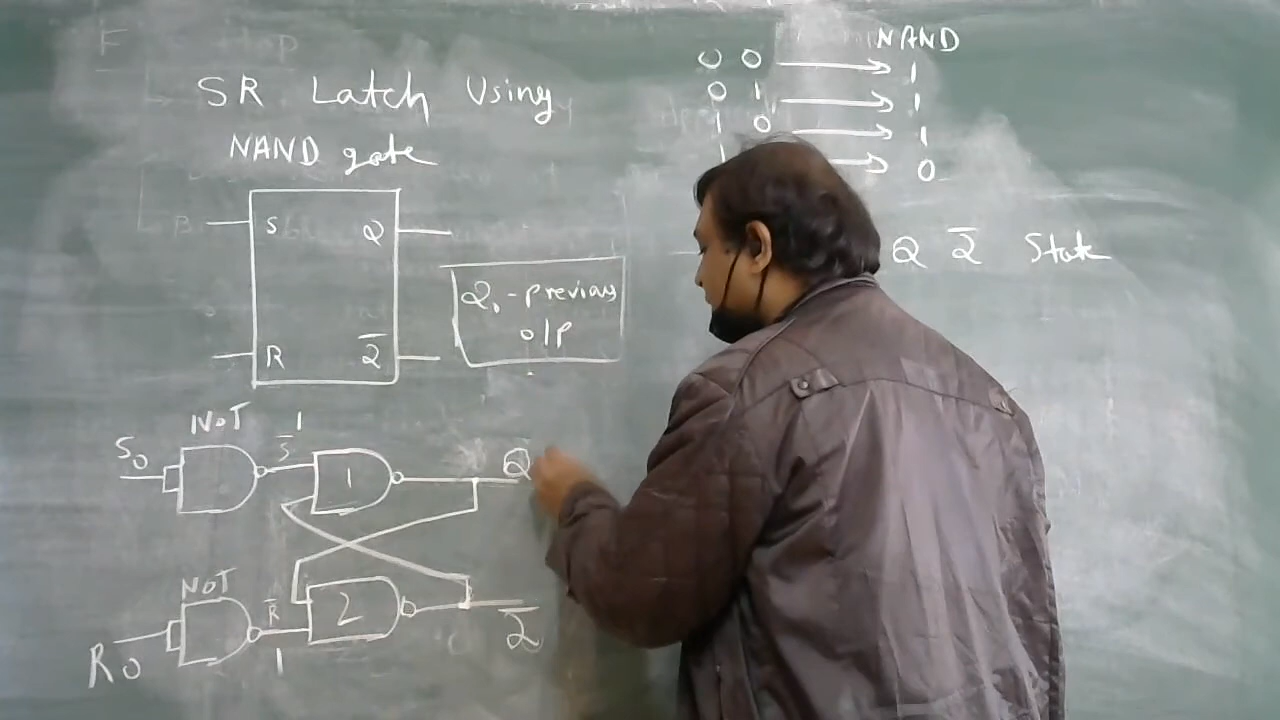 SR Latch Using
NAND gate
S Q
R Q̅
Q. - previous
o/p
NAND
0 0 → 1
0 1 → 1
1 0 → 1
1 → 0
Q Q̅ State
NOT
S 0 S̅ 1 1 Q
NOT
R 0 R̅ 1 2 Q̅